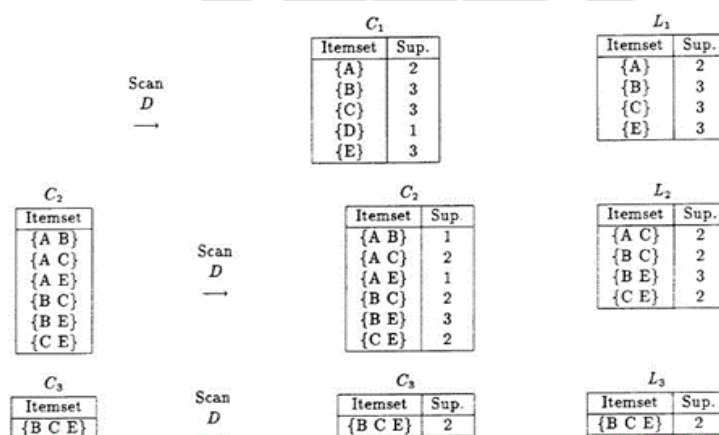 C₁ L₁
Itemset Sup. Itemset Sup.
{A} 2 {A} 2
Scan {B} 3 {B} 3
D {C} 3 {C} 3
→ {D} 1 {E} 3
{E} 3
C₂ C₂ L₂
Itemset Itemset Sup. Itemset Sup.
{A B} {A B} 1 {A C} 2
{A C} Scan {A C} 2 {B C} 2
{A E} D {A E} 1 {B E} 3
{B C} → {B C} 2 {C E} 2
{B E} {B E} 3
{C E} {C E} 2
C₃ C₃ L₃
Itemset Scan Itemset Sup. Itemset Sup.
{B C E} D {B C E} 2 {B C E} 2